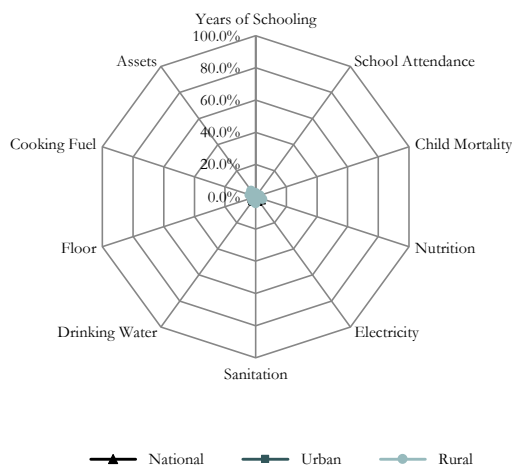 Years of Schooling
100.0%
Assets
School Attendance
80.0%
60.0%
40.0%
Cooking Fuel
Child Mortality
20.0%
0.0%
Floor
Nutrition
Drinking Water
Electricity
Sanitation
National Urban Rural